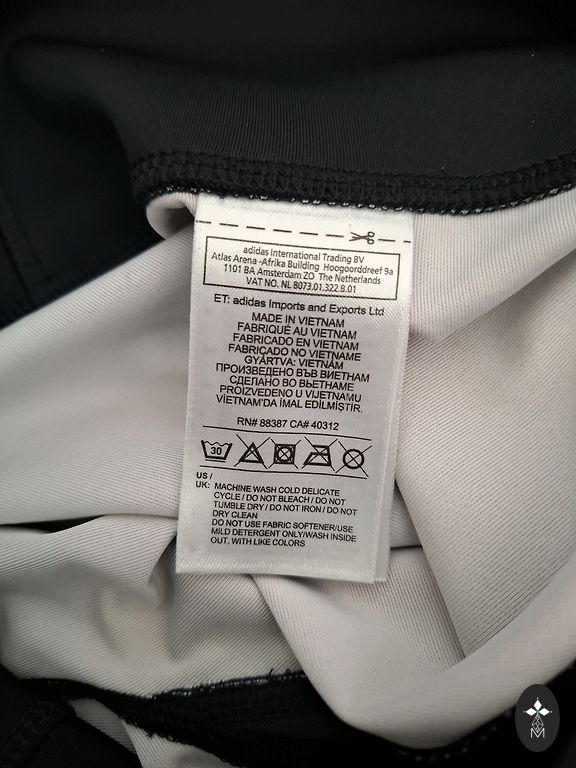 adidas International Trading BV
Atlas Arena -Afrika Building Hoogoorddreef 9a
1101 BA Amsterdam ZO The Netherlands
VAT NO. NL 8073.01.322.B.01
ET: adidas Imports and Exports Ltd
MADE IN VIETNAM
FABRIQUÉ AU VIETNAM
FABRICADO EN VIETNAM
FABRICADO NO VIETNAME
GYÁRTVA: VIETNÁM
ПРОИЗВЕДЕНО ВЪВ ВИЕТНАМ
СДЕЛАНО ВО ВЬЕТНАМЕ
PROIZVEDENO U VIJETNAMU
VİETNAM'DA İMAL EDİLMİŞTİR.
RN# 88387 CA# 40312
30
US /
UK: MACHINE WASH COLD DELICATE
CYCLE / DO NOT BLEACH / DO NOT
TUMBLE DRY / DO NOT IRON / DO NOT
DRY CLEAN
DO NOT USE FABRIC SOFTENER/USE
MILD DETERGENT ONLY/WASH INSIDE
OUT. WITH LIKE COLORS
M